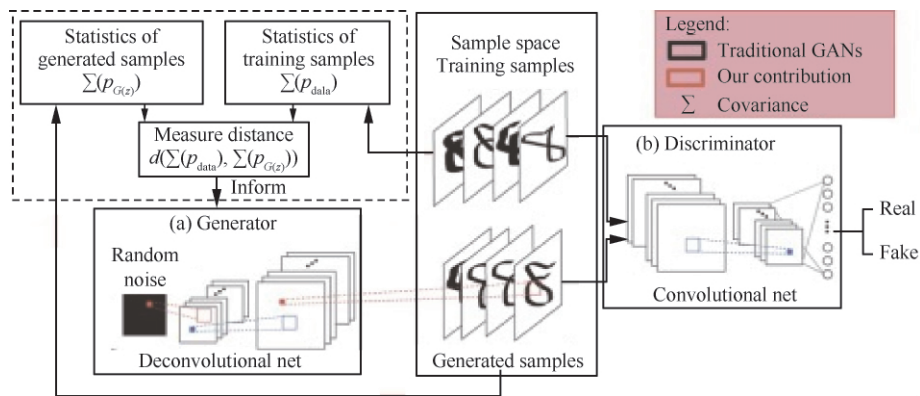 Statistics of
generated samples
∑(p_G(z))
Statistics of
training samples
∑(p_dala)
Measure distance
d(∑(p_data), ∑(p_G(z)))
Inform
(a) Generator
Random
noise
Deconvolutional net
Sample space
Training samples
Generated samples
Legend:
Traditional GANs
Our contribution
∑ Covariance
(b) Discriminator
Convolutional net
Real
Fake